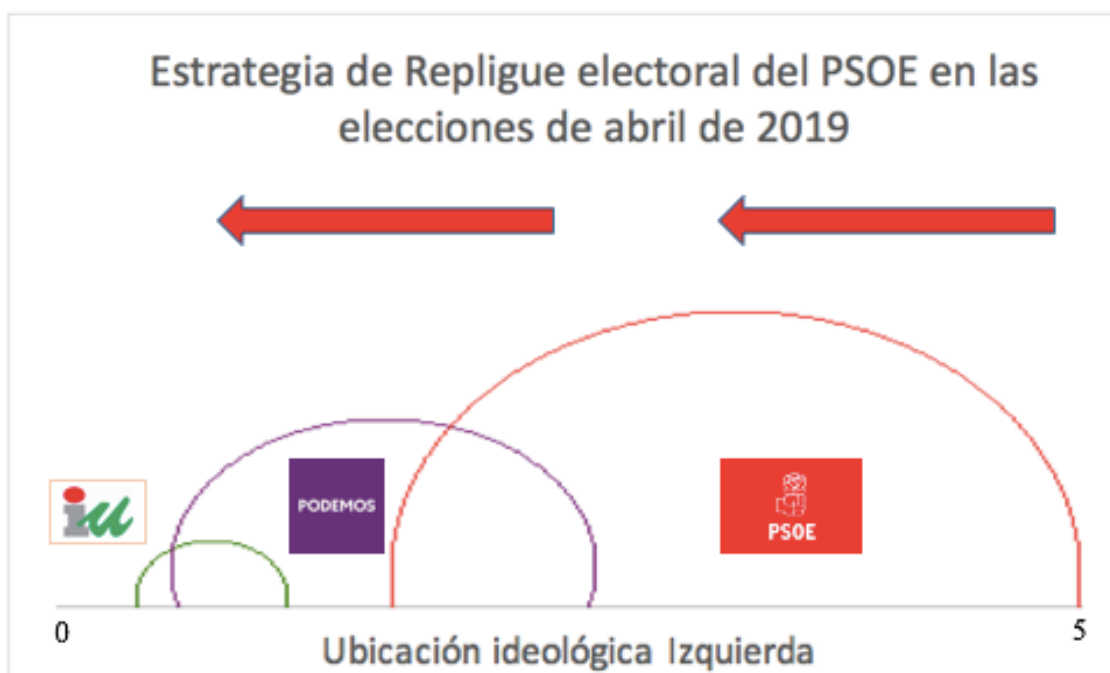 Estrategia de Repligue electoral del PSOE en las
elecciones de abril de 2019
iu
PODEMOS
PSOE
0
5
Ubicación ideológica Izquierda